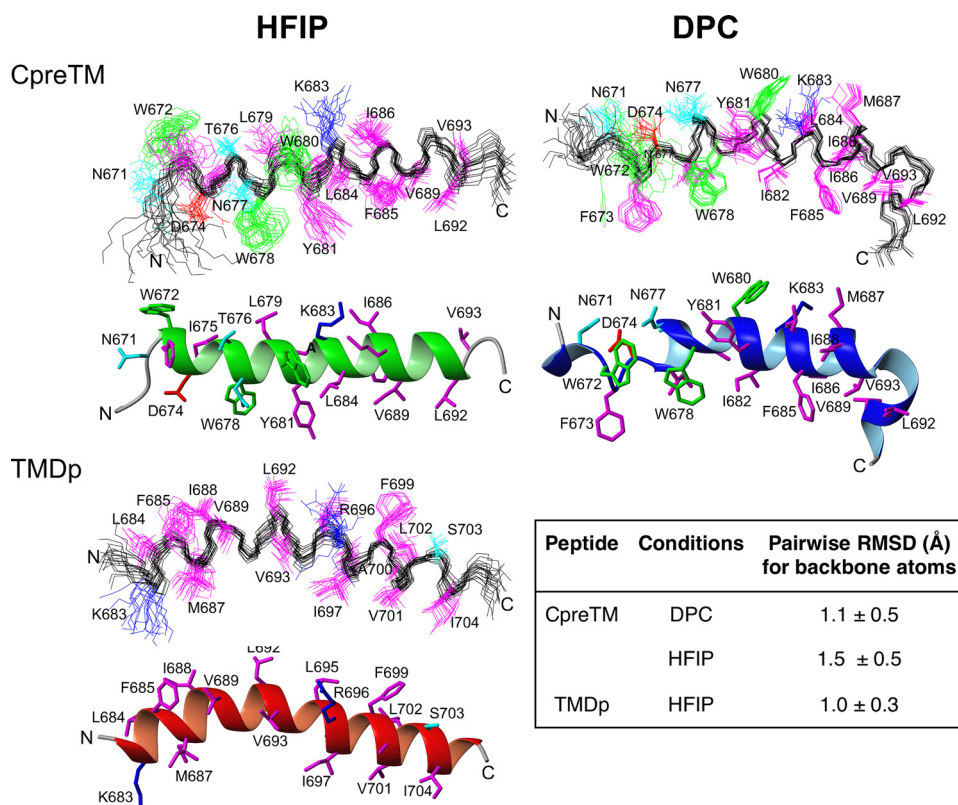 HFIP
DPC
CpreTM
W672
N671
T676
L679
K683
W680
I686
V693
N677
D674
L684
F685
V689
L692
Y681
W678
N
C
N
N671
D674
N677
Y681
W680
K683
M687
L684
I688
W672
F673
W678
I682
F685
I686
V693
V689
L692
C
W672
N671
I675
T676
L679
K683
A
I686
V693
N
D674
W678
Y681
L684
V689
L692
C
N
N671
D674
N677
Y681
W680
K683
M687
I688
W672
F673
W678
I682
F685
I686
V693
V689
L692
C
TMDp
N
L684
F685
I688
V689
L692
R696
F699
L702
S703
K683
M687
V693
I697
A700
V701
I704
C
N
L684
F685
I688
V689
L692
L695
R696
F699
L702
S703
K683
M687
V693
I697
V701
I704
C
Peptide Conditions Pairwise RMSD (Å)
for backbone atoms
CpreTM DPC 1.1 ± 0.5
HFIP 1.5 ± 0.5
TMDp HFIP 1.0 ± 0.3